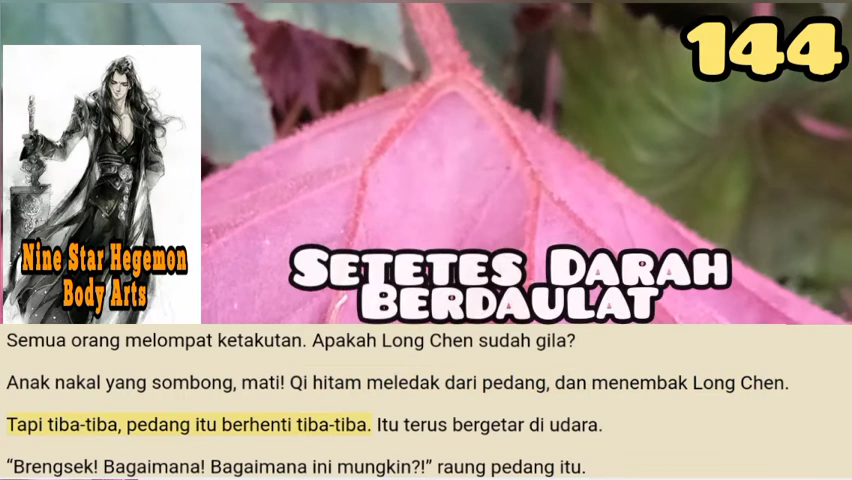 144
Nine Star Hegemon
Body Arts
Setetes Darah
Berdaulat
Semua orang melompat ketakutan. Apakah Long Chen sudah gila?
Anak nakal yang sombong, mati! Qi hitam meledak dari pedang, dan menembak Long Chen.
Tapi tiba-tiba, pedang itu berhenti tiba-tiba. Itu terus bergetar di udara.
“Brengsek! Bagaimana! Bagaimana ini mungkin?!” raung pedang itu.